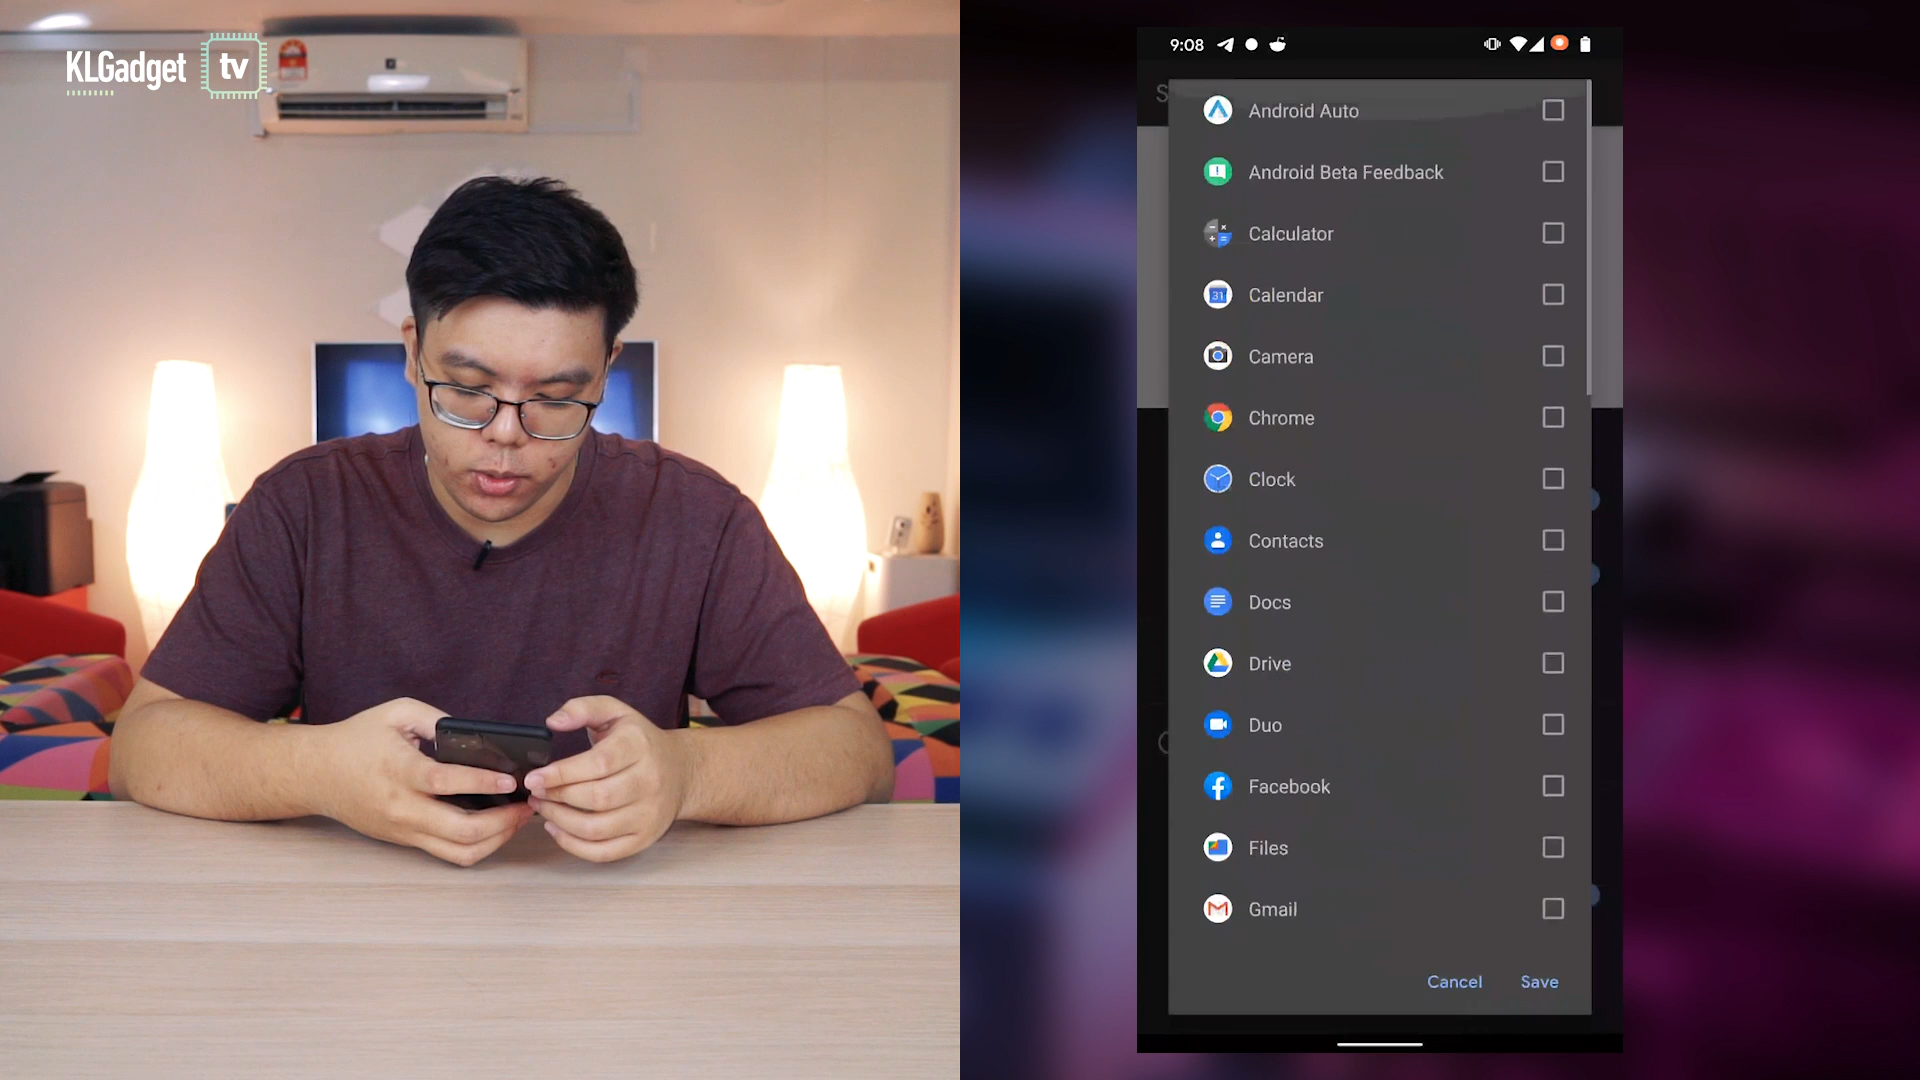 KLGadget tv
9:08
S
Android Auto
Android Beta Feedback
Calculator
31 Calendar
Camera
Chrome
Clock
Contacts
Docs
Drive
Duo
Facebook
Files
Gmail
Cancel Save